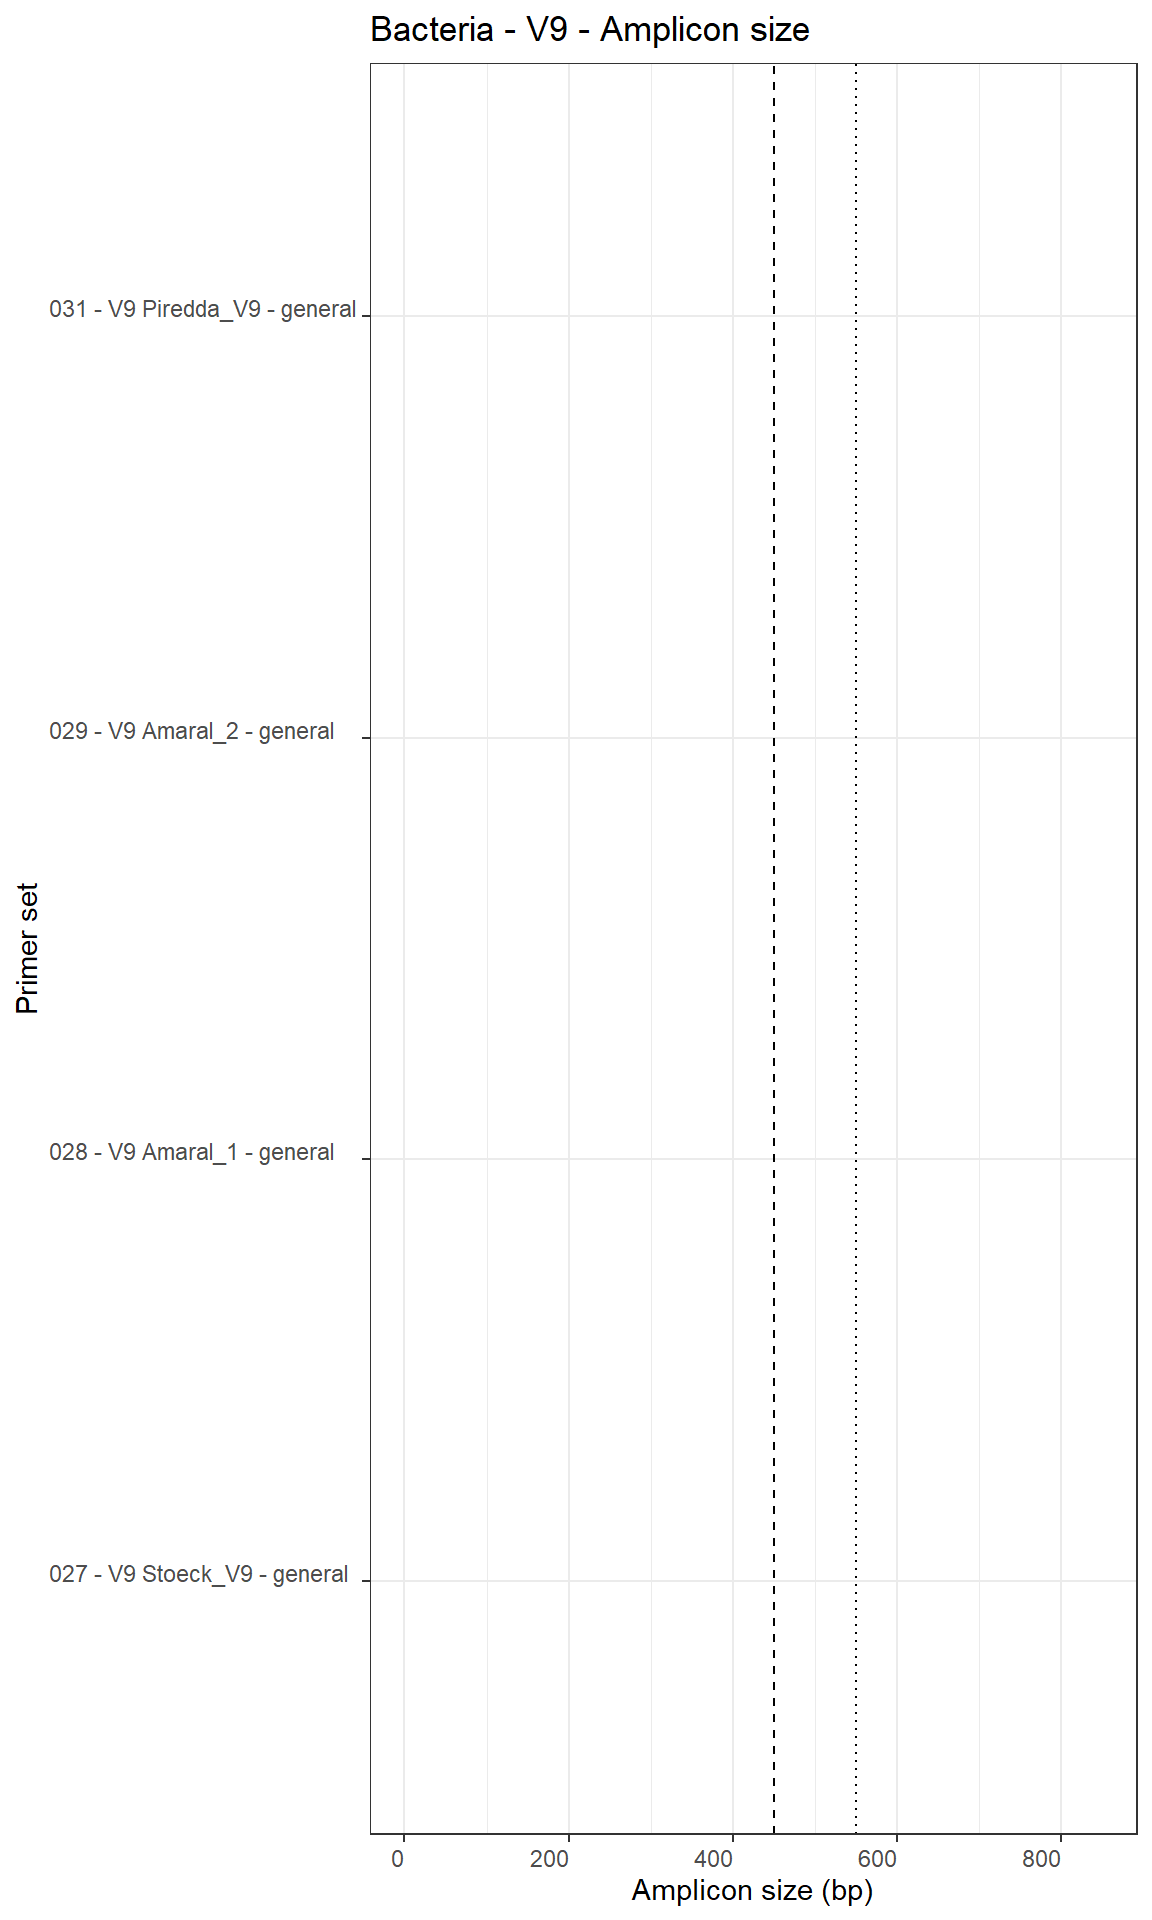 Bacteria - V9 - Amplicon size
031 - V9 Piredda_V9 - general
029 - V9 Amaral_2 - general
Primer set
028 - V9 Amaral_1 - general
027 - V9 Stoeck_V9 - general
0 200 400 600 800
Amplicon size (bp)